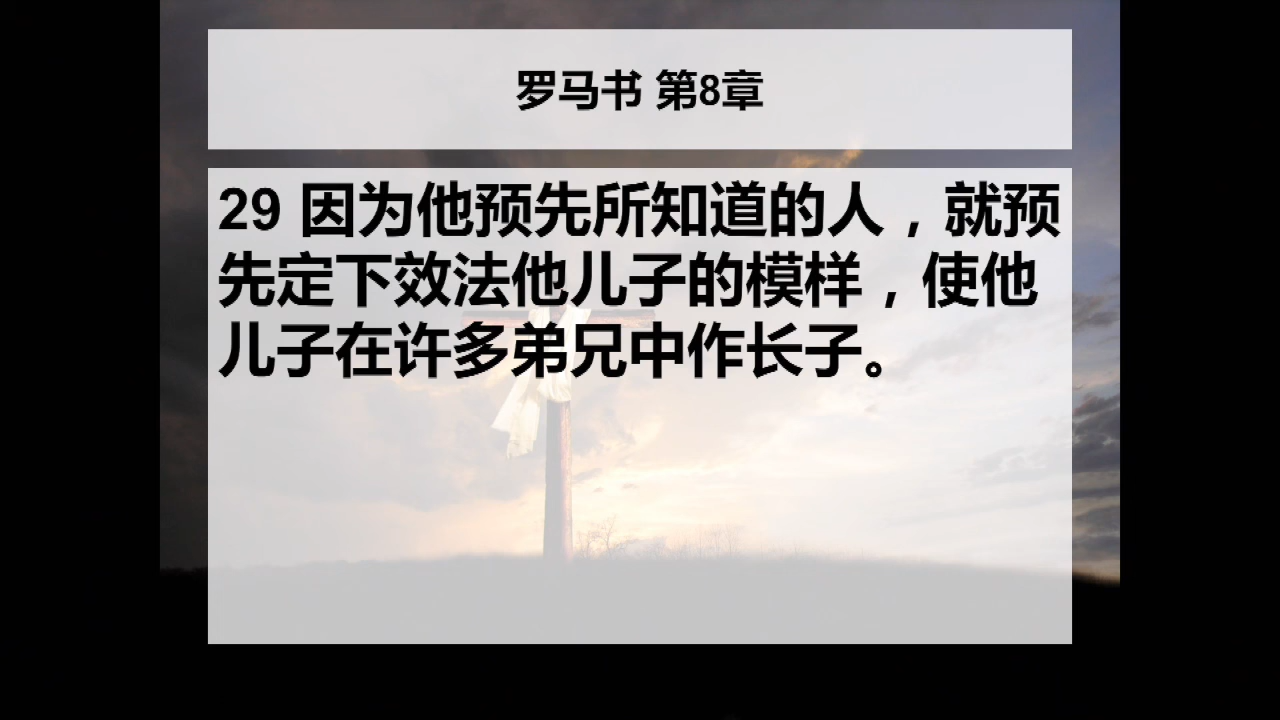 罗马书 第8章
29 因为他预先所知道的人，就预
先定下效法他儿子的模样，使他
儿子在许多弟兄中作长子。